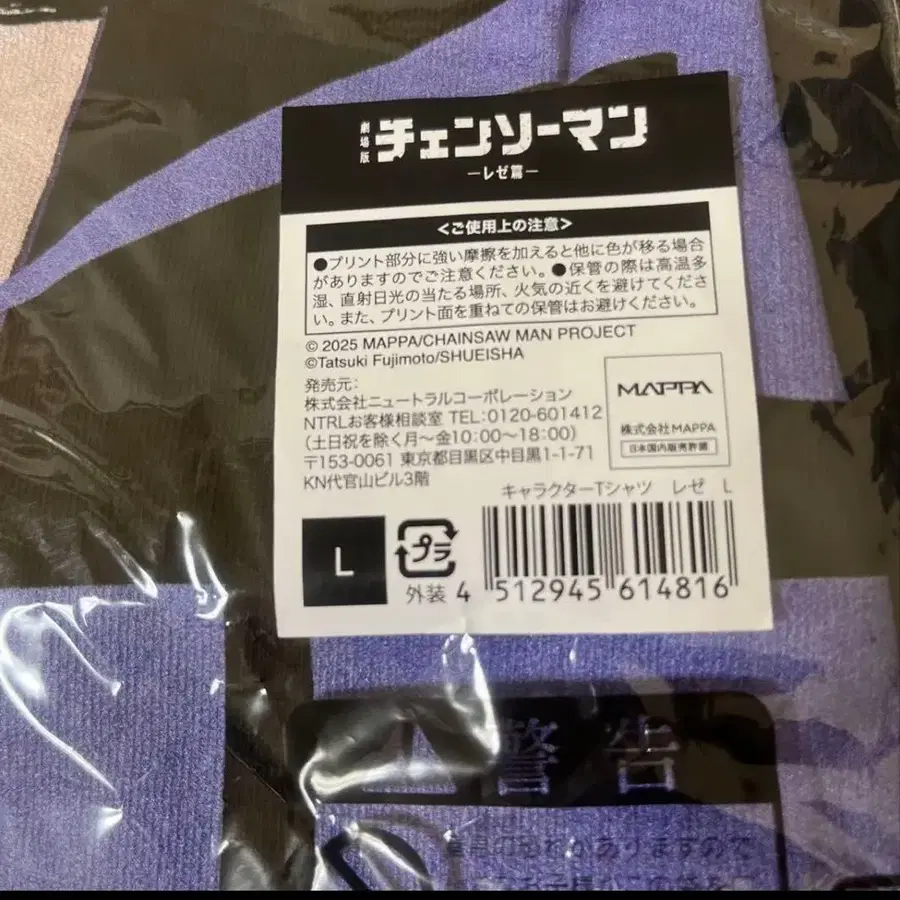 劇場版
チェンソーマン
ーレゼ篇ー
＜ご使用上の注意＞
●プリント部分に強い摩擦を加えると他に色が移る場合
がありますのでご注意ください。●保管の際は高温多
湿、直射日光の当たる場所、火気の近くを避けてくださ
い。また、プリント面を重ねての保管はお避けください。
© 2025 MAPPA/CHAINSAW MAN PROJECT
©Tatsuki Fujimoto/SHUEISHA
発売元：
株式会社ニュートラルコーポレーション
NTRLお客様相談室 TEL:0120-601412
（土日祝を除く月〜金10：00〜18：00）
〒153-0061 東京都目黒区中目黒1-1-71
KN代官山ビル3階
MAPPA
株式会社MAPPA
日本国内販売許諾
キャラクターTシャツ レゼ L
L
プラ
外装
4 512945 614816
警告
がありますので